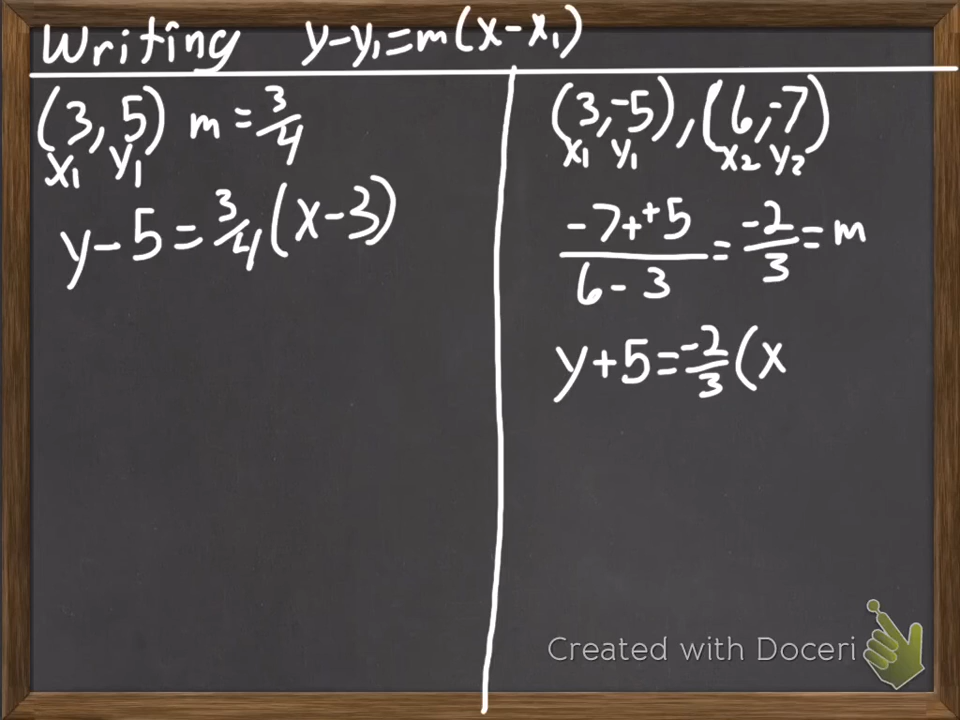 Writing y-y₁=m(x-x₁)
(3, 5) m=3/4
x₁ y₁
y-5=3/4(x-3)
(3,-5),(6,-7)
x₁ y₁ x₂ y₂
-7++5/6-3=-2/3=m
y+5=-2/3(x
Created with Doceri